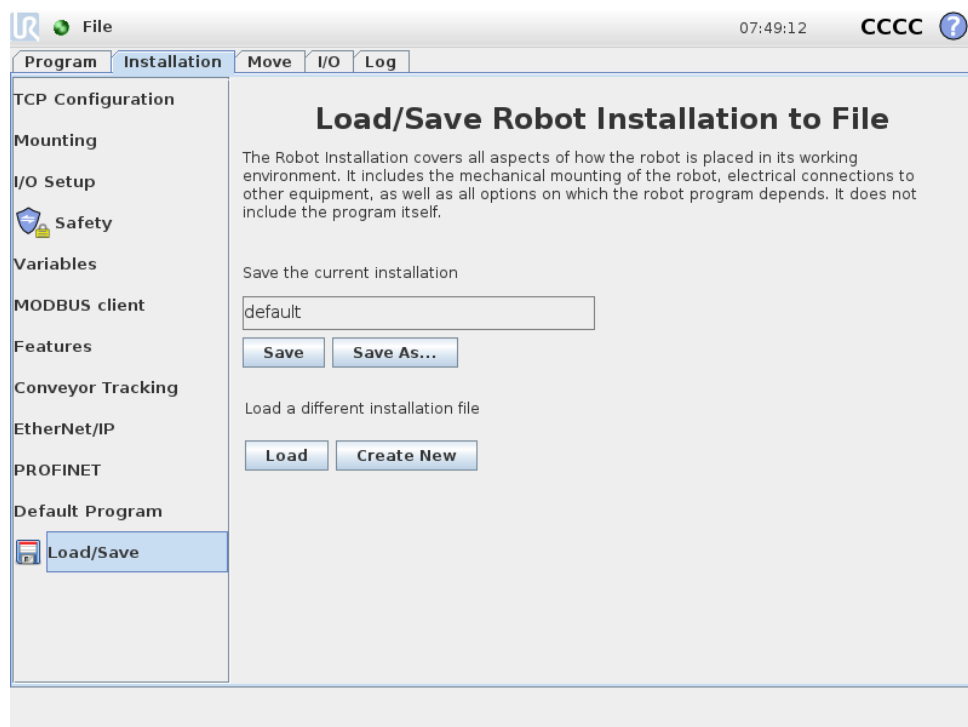 UR File 07:49:12 CCCC ?
Program Installation Move I/O Log
TCP Configuration
Mounting
I/O Setup
Safety
Variables
MODBUS client
Features
Conveyor Tracking
EtherNet/IP
PROFINET
Default Program
Load/Save
Load/Save Robot Installation to File
The Robot Installation covers all aspects of how the robot is placed in its working
environment. It includes the mechanical mounting of the robot, electrical connections to
other equipment, as well as all options on which the robot program depends. It does not
include the program itself.
Save the current installation
default
Save Save As...
Load a different installation file
Load Create New